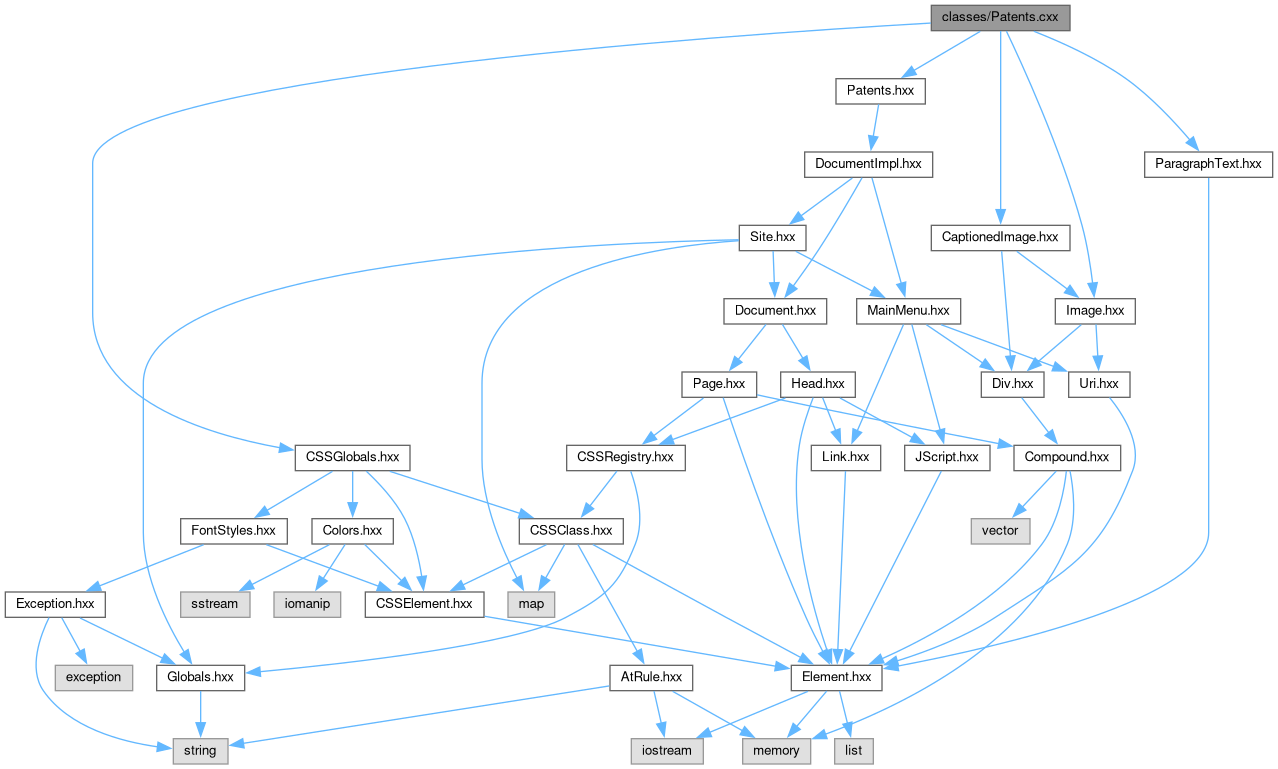 classes/Patents.cxx
Patents.hxx
DocumentImpl.hxx
ParagraphText.hxx
Site.hxx
CaptionedImage.hxx
Document.hxx
MainMenu.hxx
Image.hxx
Page.hxx
Head.hxx
Div.hxx
Uri.hxx
CSSGlobals.hxx
CSSRegistry.hxx
Link.hxx
JScript.hxx
Compound.hxx
FontStyles.hxx
Colors.hxx
CSSClass.hxx
vector
Exception.hxx
sstream
iomanip
CSSElement.hxx
map
exception
Globals.hxx
AtRule.hxx
Element.hxx
string
iostream
memory
list